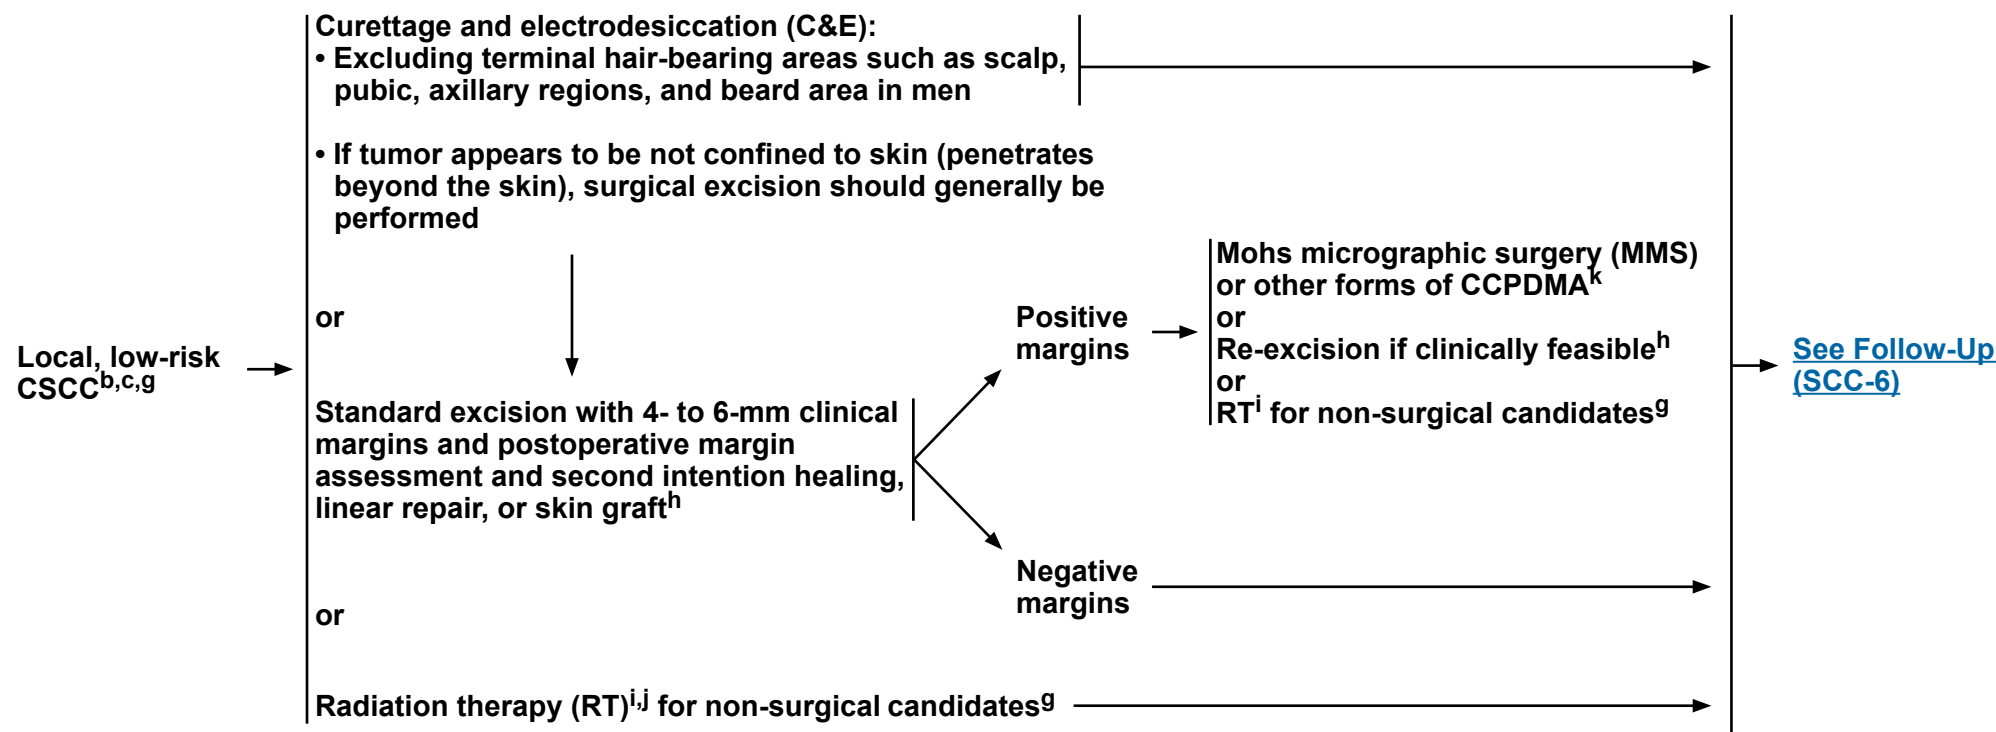 Curettage and electrodesiccation (C&E):
• Excluding terminal hair-bearing areas such as scalp,
pubic, axillary regions, and beard area in men
• If tumor appears to be not confined to skin (penetrates
beyond the skin), surgical excision should generally be
performed
or
Local, low-risk
CSCCb,c,g
Standard excision with 4- to 6-mm clinical
margins and postoperative margin
assessment and second intention healing,
linear repair, or skin grafth
or
Radiation therapy (RT)i,j for non-surgical candidatesg
Positive
margins
Negative
margins
Mohs micrographic surgery (MMS)
or other forms of CCPDMAk
or
Re-excision if clinically feasibleh
or
RTi for non-surgical candidatesg
See Follow-Up
(SCC-6)